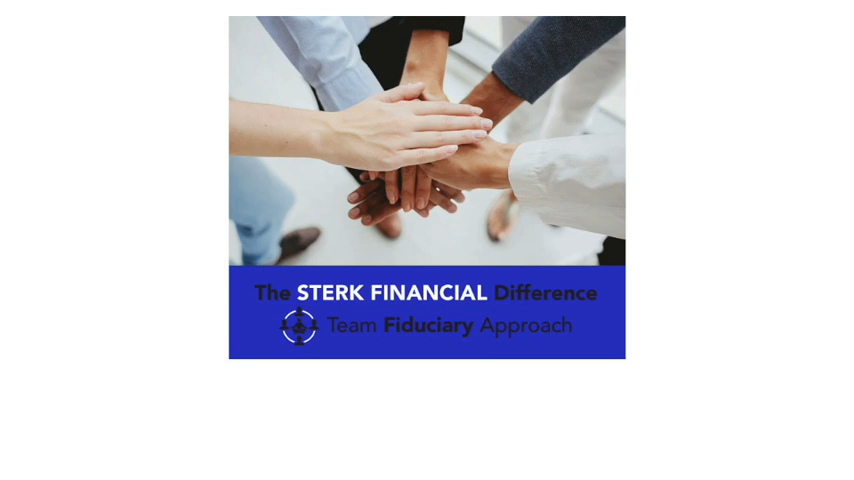 The STERK FINANCIAL Difference
Team Fiduciary Approach